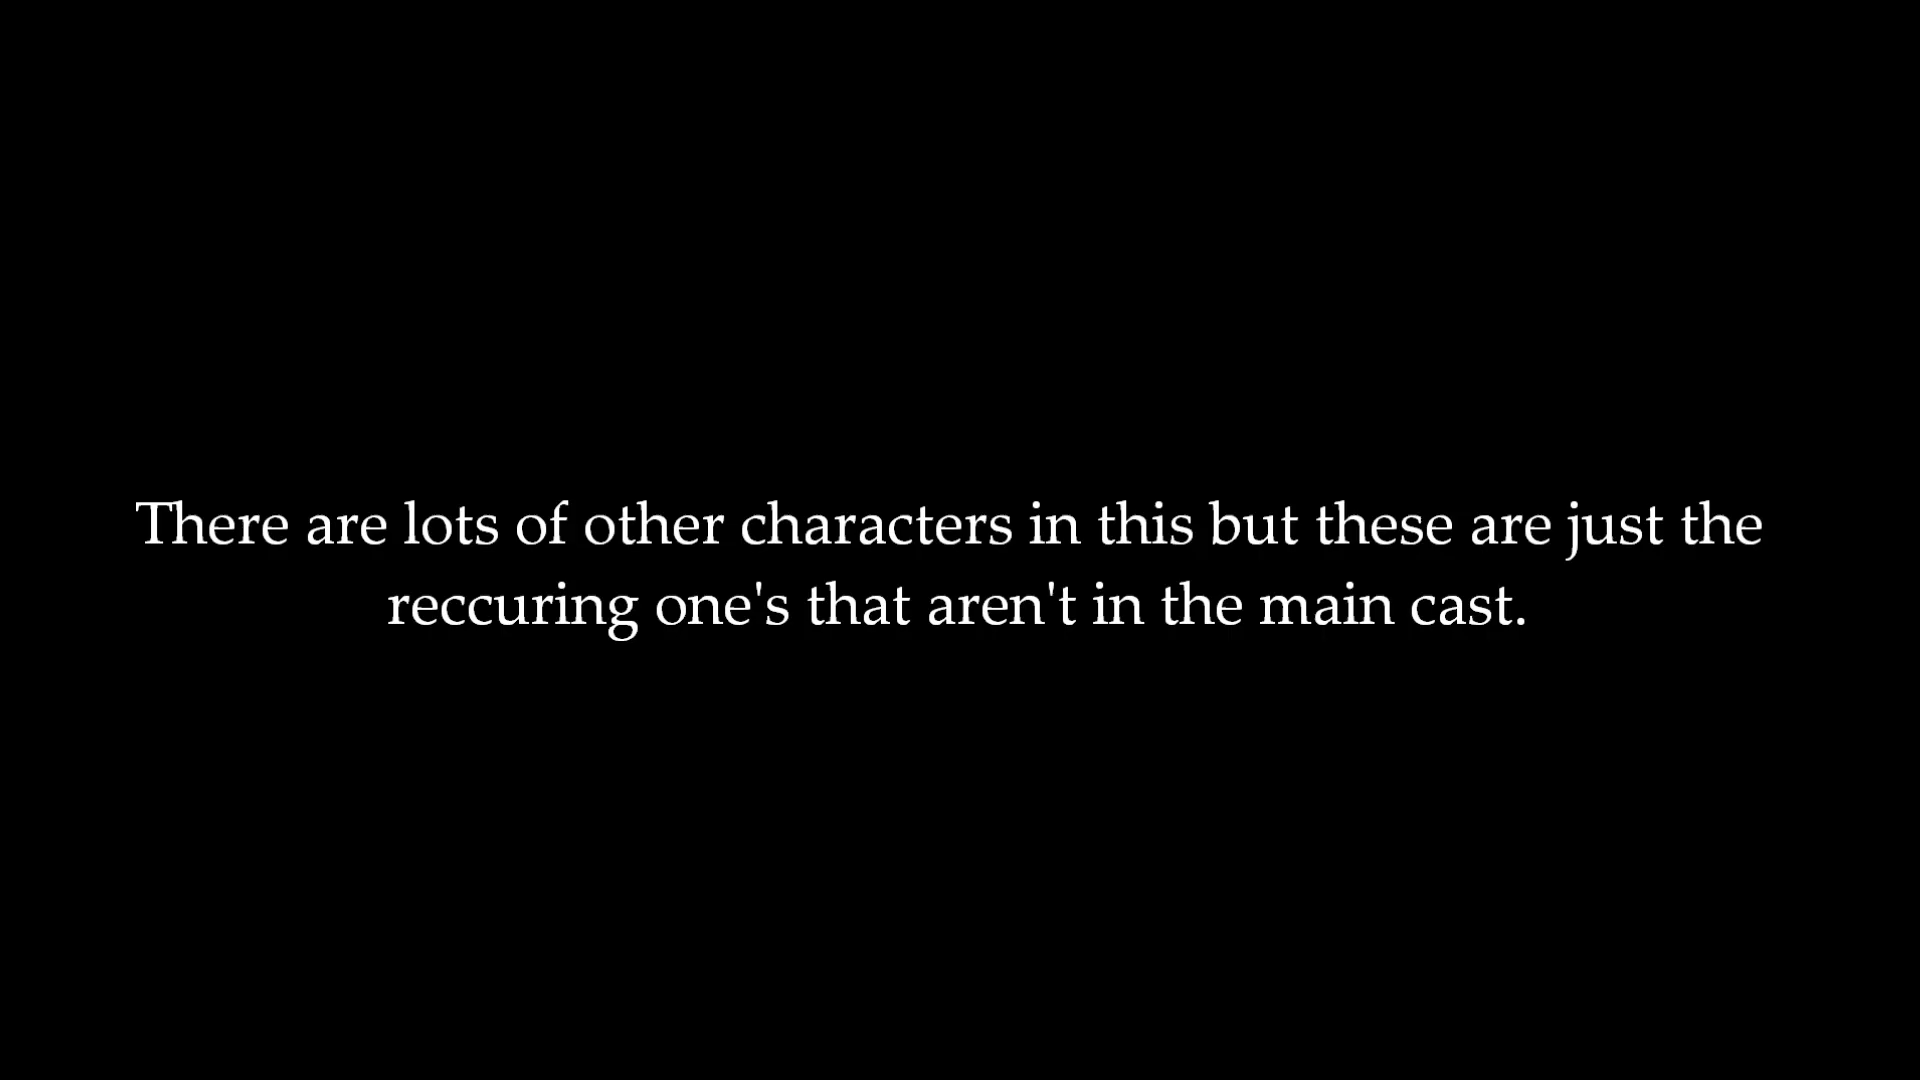 There are lots of other characters in this but these are just the
reccuring one's that aren't in the main cast.